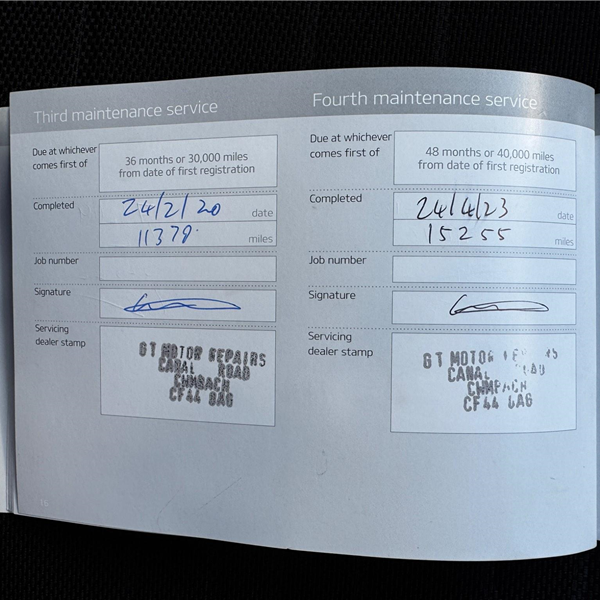 Third maintenance service
Due at whichever
comes first of
36 months or 30,000 miles
from date of first registration
Completed
24/2/20 date
11378 miles
Job number
Signature
Servicing
dealer stamp
GT MOTOR REPAIRS
CANAL ROAD
CWMBACH
CF44 0AG
Fourth maintenance service
Due at whichever
comes first of
48 months or 40,000 miles
from date of first registration
Completed
24/4/23 date
15255 miles
Job number
Signature
Servicing
dealer stamp
GT MOTOR
CANAL
CF44